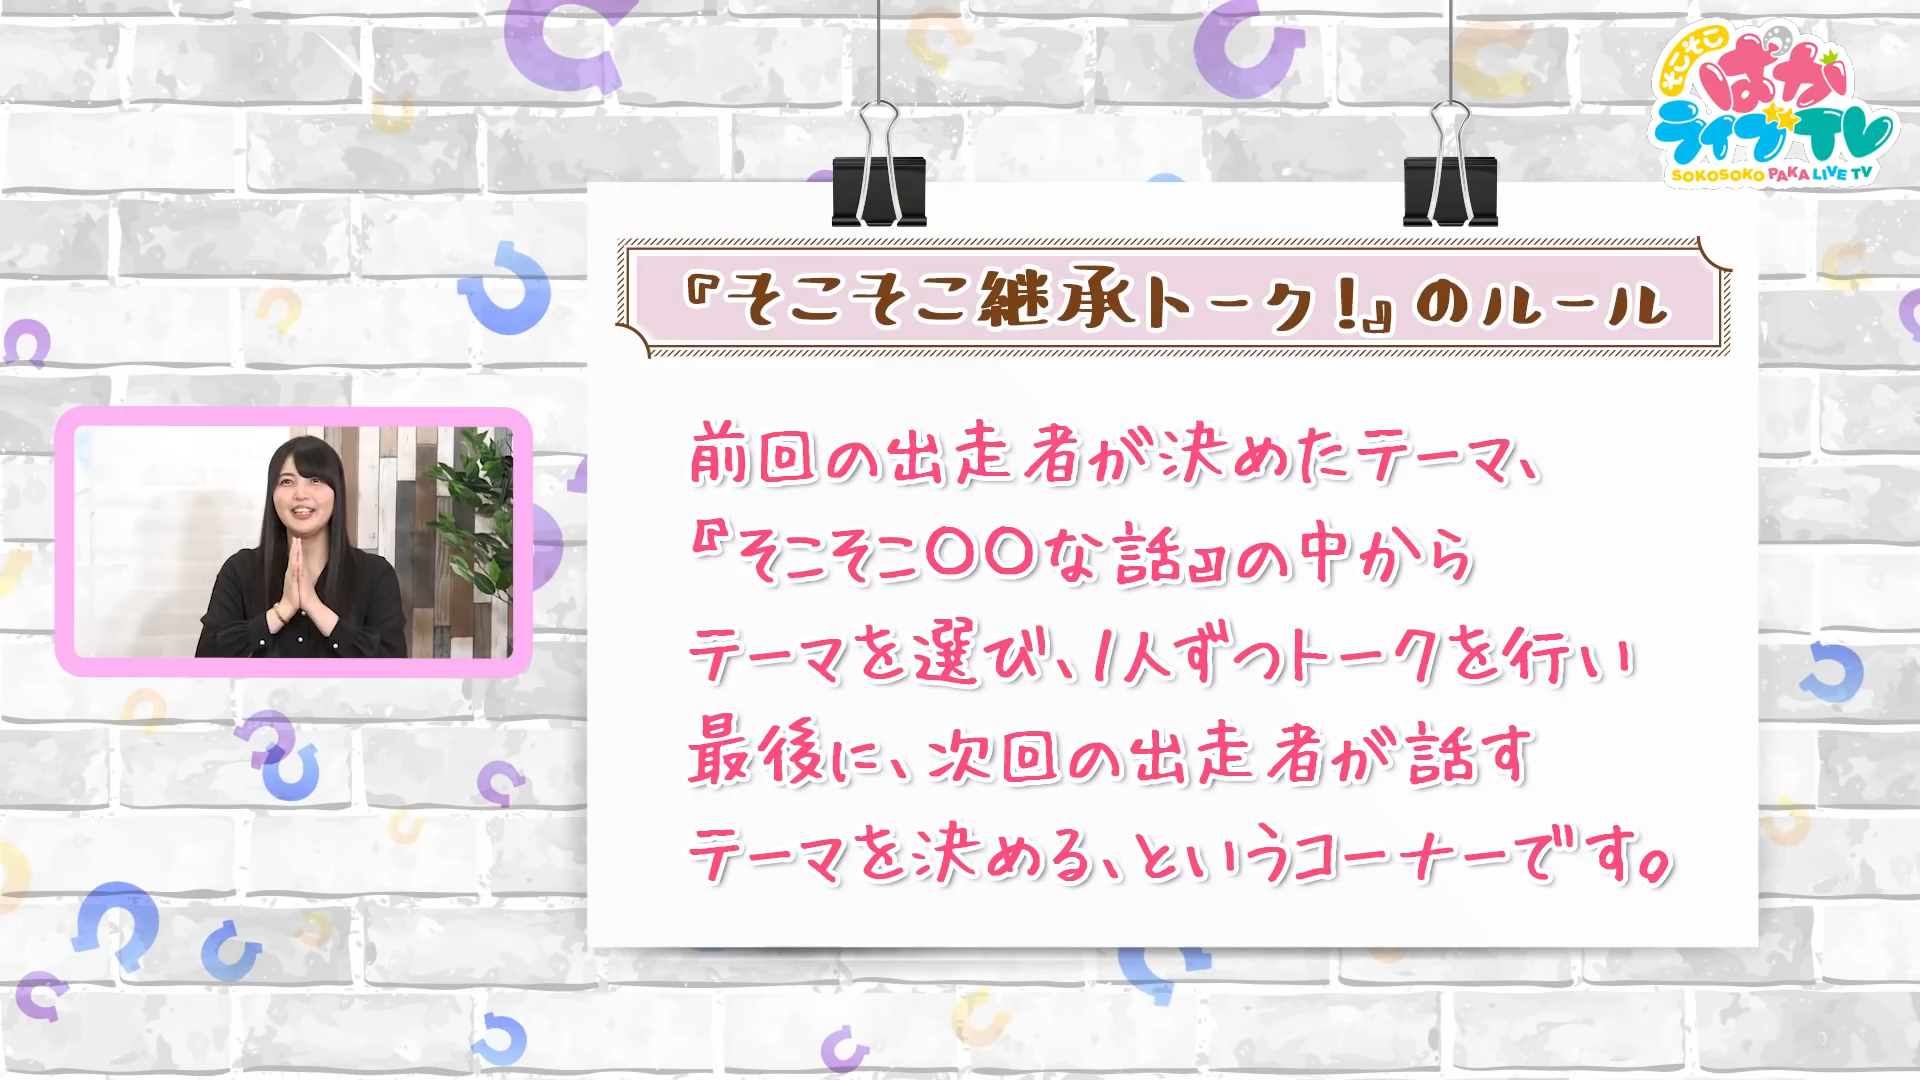 そこそこ
ぱか
ライブTV
SOKOSOKO PAKA LIVE TV
『そこそこ継承トーク!』のルール
前回の出走者が決めたテーマ、
『そこそこ〇〇な話』の中から
テーマを選び、1人ずつトークを行い
最後に、次回の出走者が話す
テーマを決める、というコーナーです。